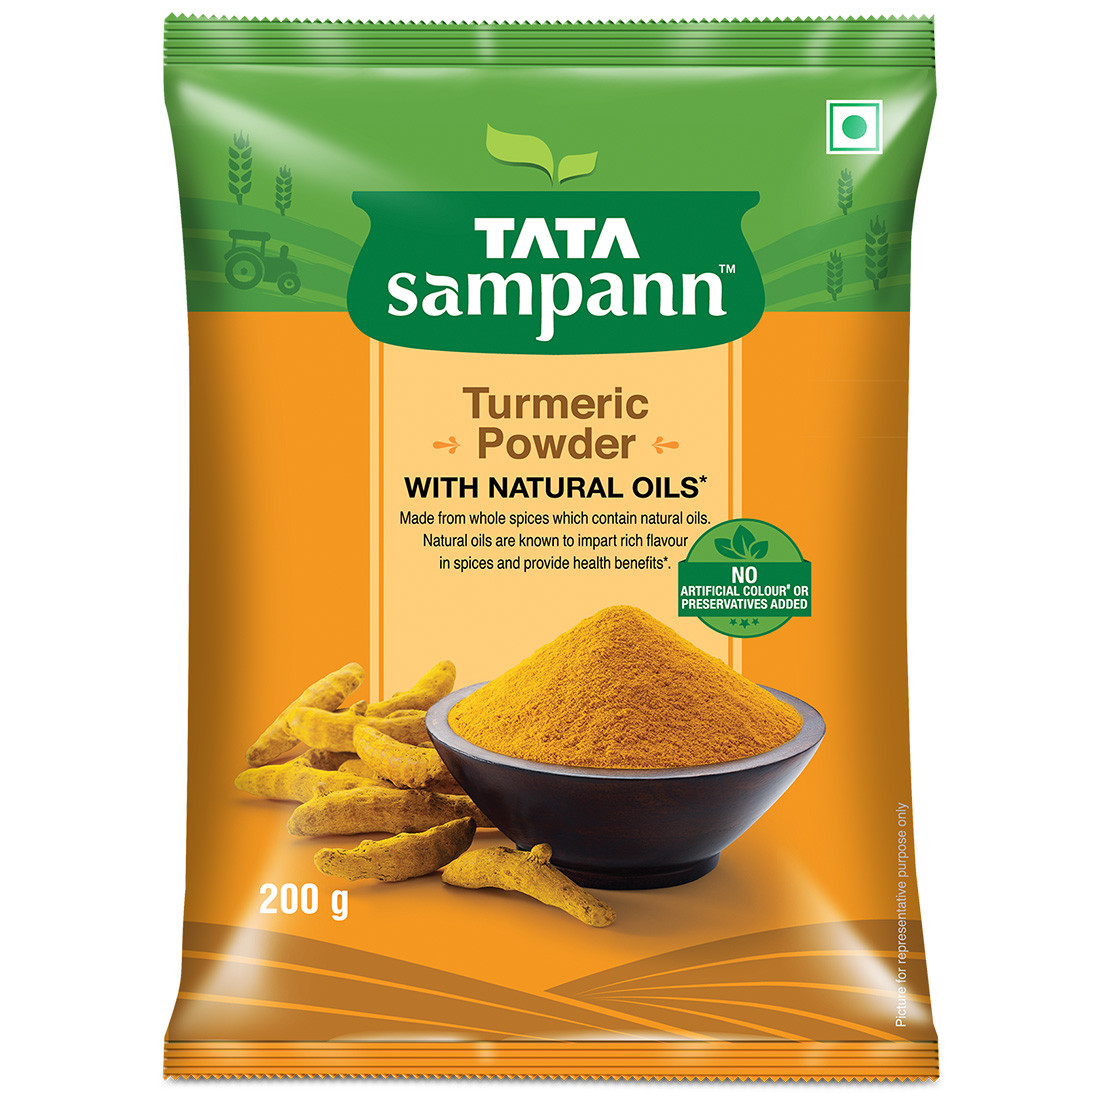 TATA
sampann™
Turmeric
Powder
WITH NATURAL OILS*
Made from whole spices which contain natural oils.
Natural oils are known to impart rich flavour
in spices and provide health benefits*.
NO
ARTIFICIAL COLOUR# OR
PRESERVATIVES ADDED
200 g
Picture for representative purpose only